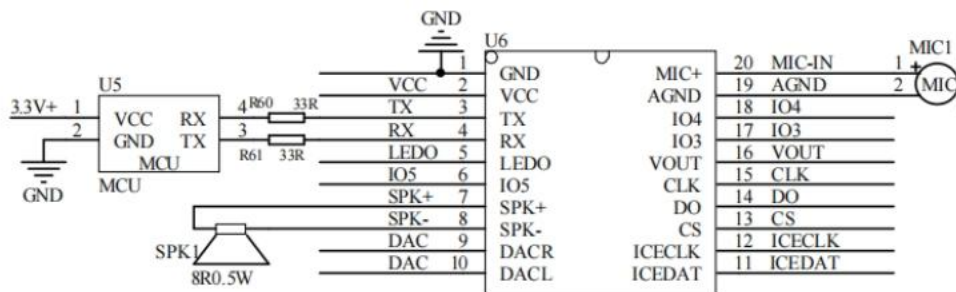 GND
U6
MIC1
1 GND MIC+ 20 MIC-IN 1 +
VCC 2 VCC AGND 19 AGND 2 MIC
U5
3.3V+ 1 VCC RX 4 R60 33R TX 3 TX IO4 18 IO4
2 GND TX 3 R61 33R RX 4 RX IO3 17 IO3
MCU
MCU
GND
LEDO 5 LEDO VOUT 16 VOUT
IO5 6 IO5 CLK 15 CLK
SPK+ 7 SPK+ DO 14 DO
SPK- 8 SPK- CS 13 CS
SPK1
8R0.5W
DAC 9 DACR ICECLK 12 ICECLK
DAC 10 DACL ICEDAT 11 ICEDAT